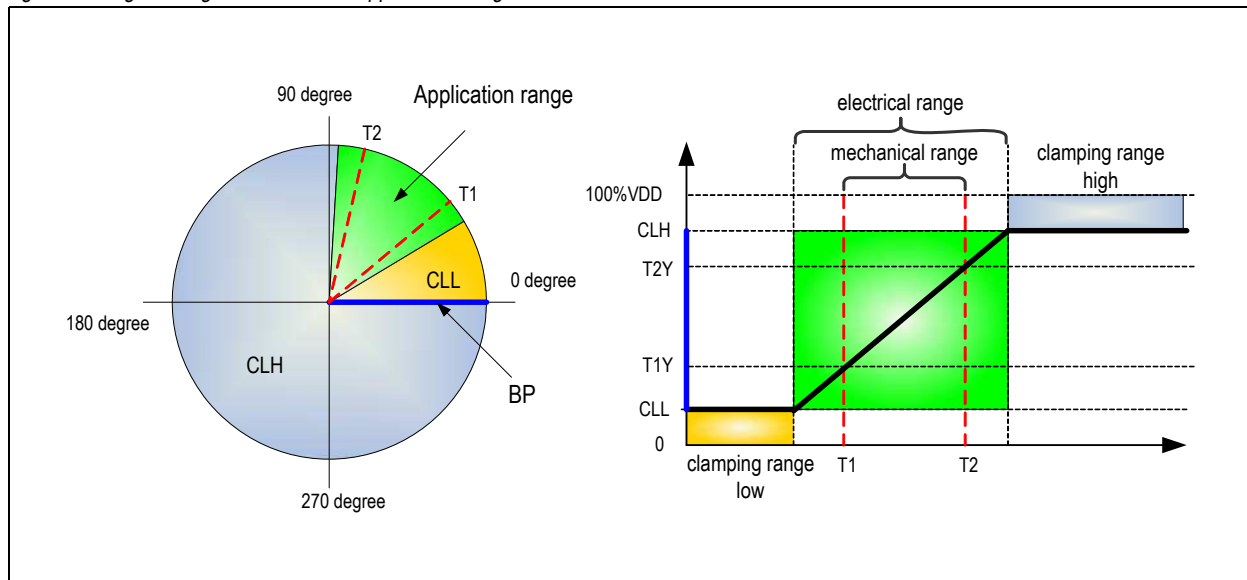 90 degree
Application range
T2
T1
CLL
0 degree
180 degree
CLH
BP
270 degree
electrical range
mechanical range
clamping range
high
100%VDD
CLH
T2Y
T1Y
CLL
0
clamping range
low
T1
T2